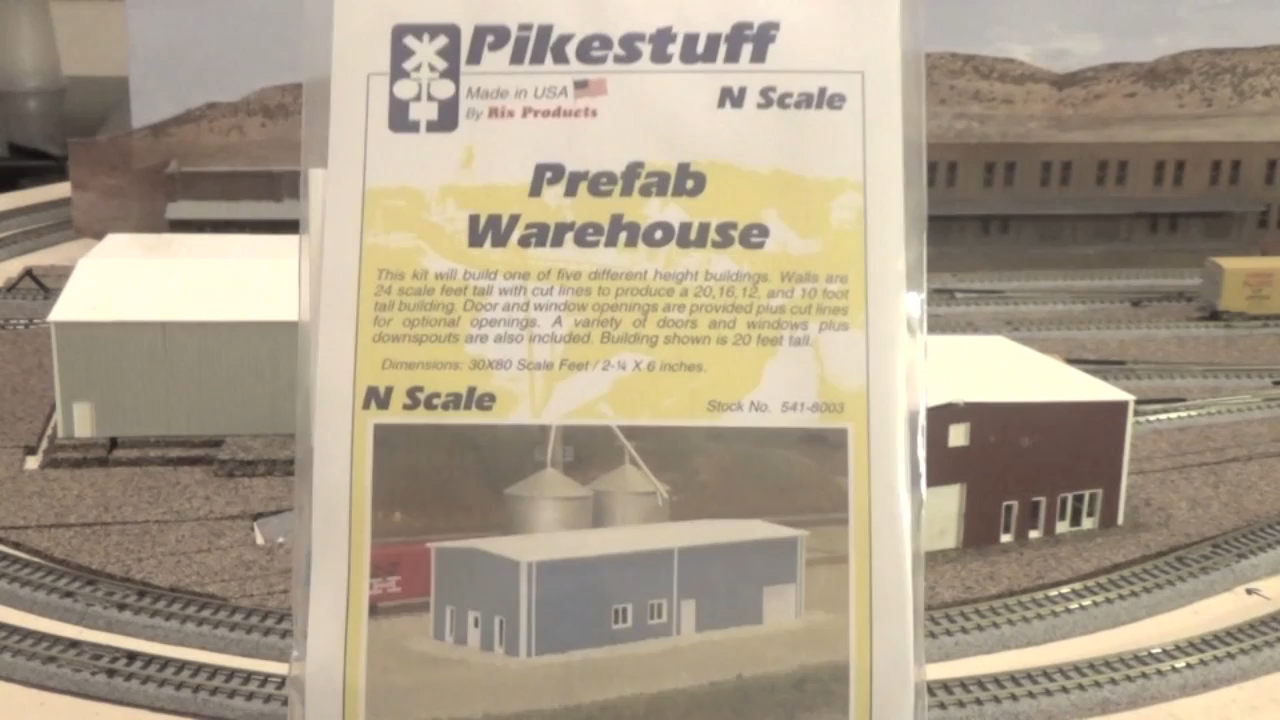 Pikestuff
Made in USA
By Rix Products
N Scale
Prefab
Warehouse
This kit will build one of five different height buildings. Walls are
24 scale feet tall with cut lines to produce a 20,16,12, and 10 foot
tall building. Door and window openings are provided plus cut lines
for optional openings. A variety of doors and windows plus
downspouts are also included. Building shown is 20 feet tall.
Dimensions: 30X80 Scale Feet / 2-¼ X 6 inches.
N Scale
Stock No. 541-8003